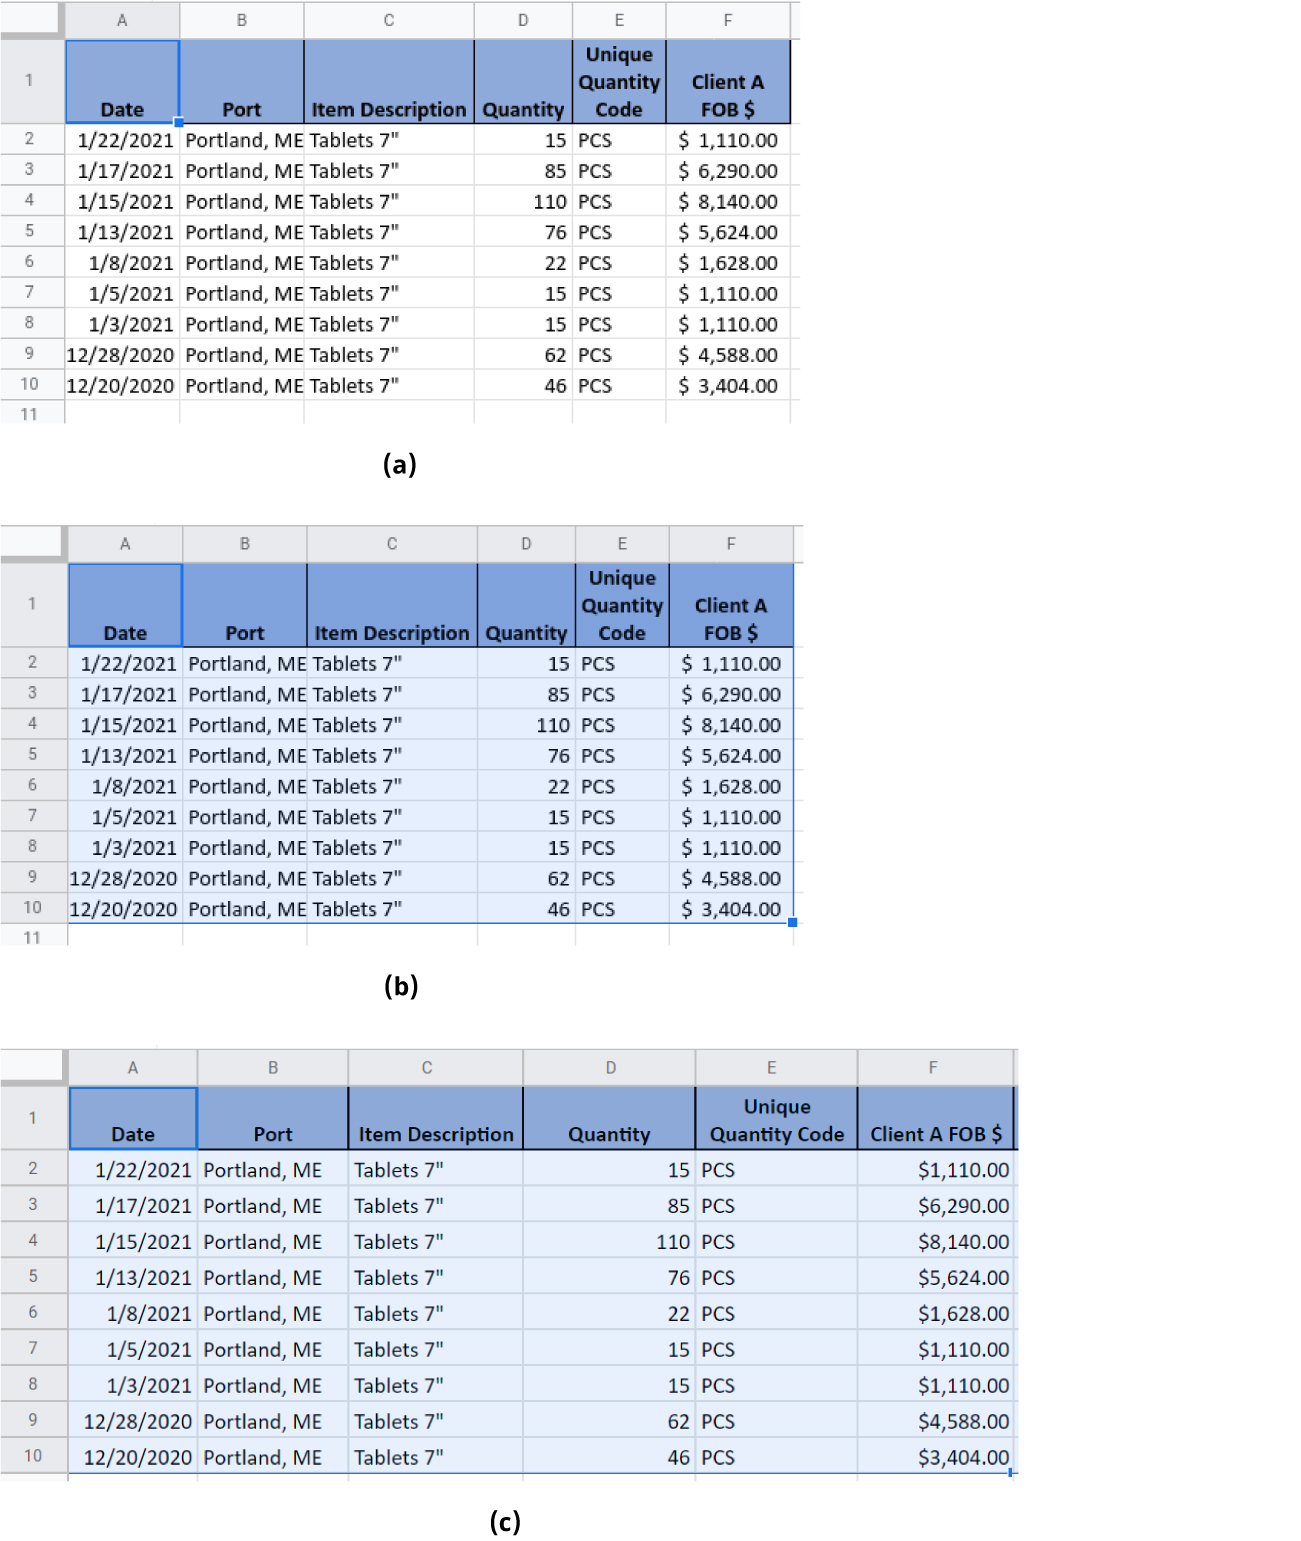 A B C D E F
1 Date Port Item Description Quantity Unique Quantity Code Client A FOB $
2 1/22/2021 Portland, ME Tablets 7" 15 PCS $ 1,110.00
3 1/17/2021 Portland, ME Tablets 7" 85 PCS $ 6,290.00
4 1/15/2021 Portland, ME Tablets 7" 110 PCS $ 8,140.00
5 1/13/2021 Portland, ME Tablets 7" 76 PCS $ 5,624.00
6 1/8/2021 Portland, ME Tablets 7" 22 PCS $ 1,628.00
7 1/5/2021 Portland, ME Tablets 7" 15 PCS $ 1,110.00
8 1/3/2021 Portland, ME Tablets 7" 15 PCS $ 1,110.00
9 12/28/2020 Portland, ME Tablets 7" 62 PCS $ 4,588.00
10 12/20/2020 Portland, ME Tablets 7" 46 PCS $ 3,404.00
11
(a)
A B C D E F
1 Date Port Item Description Quantity Unique Quantity Code Client A FOB $
2 1/22/2021 Portland, ME Tablets 7" 15 PCS $ 1,110.00
3 1/17/2021 Portland, ME Tablets 7" 85 PCS $ 6,290.00
4 1/15/2021 Portland, ME Tablets 7" 110 PCS $ 8,140.00
5 1/13/2021 Portland, ME Tablets 7" 76 PCS $ 5,624.00
6 1/8/2021 Portland, ME Tablets 7" 22 PCS $ 1,628.00
7 1/5/2021 Portland, ME Tablets 7" 15 PCS $ 1,110.00
8 1/3/2021 Portland, ME Tablets 7" 15 PCS $ 1,110.00
9 12/28/2020 Portland, ME Tablets 7" 62 PCS $ 4,588.00
10 12/20/2020 Portland, ME Tablets 7" 46 PCS $ 3,404.00
11
(b)
A B C D E F
1 Date Port Item Description Quantity Unique Quantity Code Client A FOB $
2 1/22/2021 Portland, ME Tablets 7" 15 PCS $1,110.00
3 1/17/2021 Portland, ME Tablets 7" 85 PCS $6,290.00
4 1/15/2021 Portland, ME Tablets 7" 110 PCS $8,140.00
5 1/13/2021 Portland, ME Tablets 7" 76 PCS $5,624.00
6 1/8/2021 Portland, ME Tablets 7" 22 PCS $1,628.00
7 1/5/2021 Portland, ME Tablets 7" 15 PCS $1,110.00
8 1/3/2021 Portland, ME Tablets 7" 15 PCS $1,110.00
9 12/28/2020 Portland, ME Tablets 7" 62 PCS $4,588.00
10 12/20/2020 Portland, ME Tablets 7" 46 PCS $3,404.00
(c)